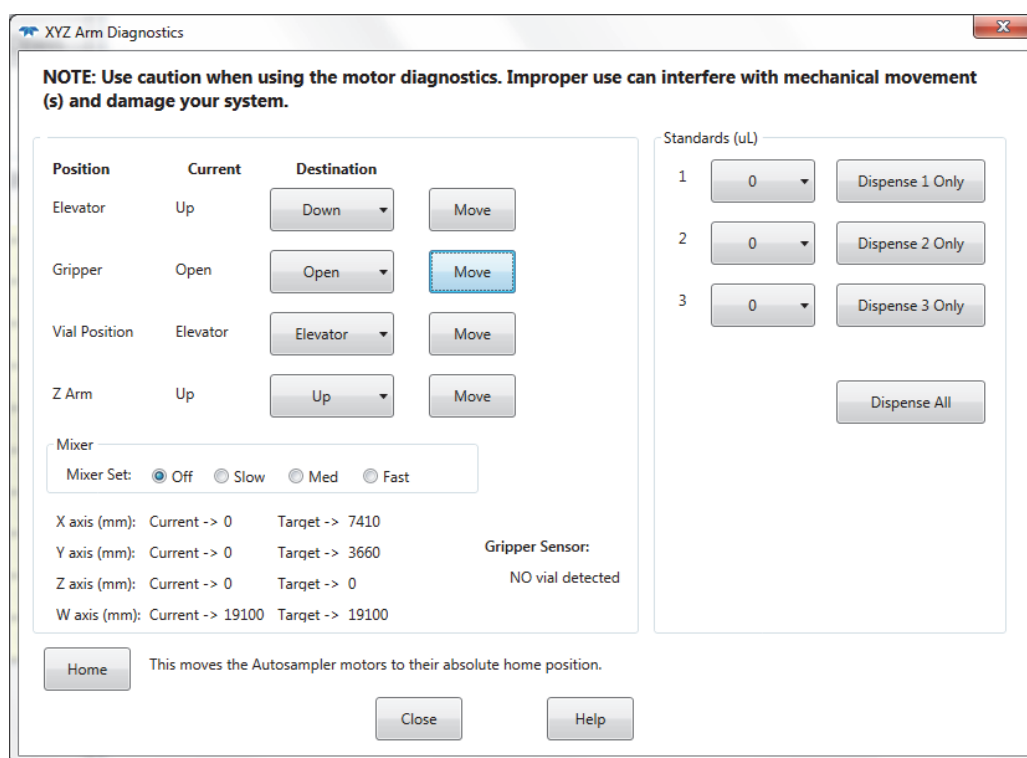 XYZ Arm Diagnostics
NOTE: Use caution when using the motor diagnostics. Improper use can interfere with mechanical movement
(s) and damage your system.
Position Current Destination
Elevator Up Down Move
Gripper Open Open Move
Vial Position Elevator Elevator Move
Z Arm Up Up Move
Mixer
Mixer Set: Off Slow Med Fast
X axis (mm): Current -> 0 Target -> 7410
Y axis (mm): Current -> 0 Target -> 3660
Z axis (mm): Current -> 0 Target -> 0
W axis (mm): Current -> 19100 Target -> 19100
Gripper Sensor:
NO vial detected
Standards (uL)
1 0 Dispense 1 Only
2 0 Dispense 2 Only
3 0 Dispense 3 Only
Dispense All
Home This moves the Autosampler motors to their absolute home position.
Close Help